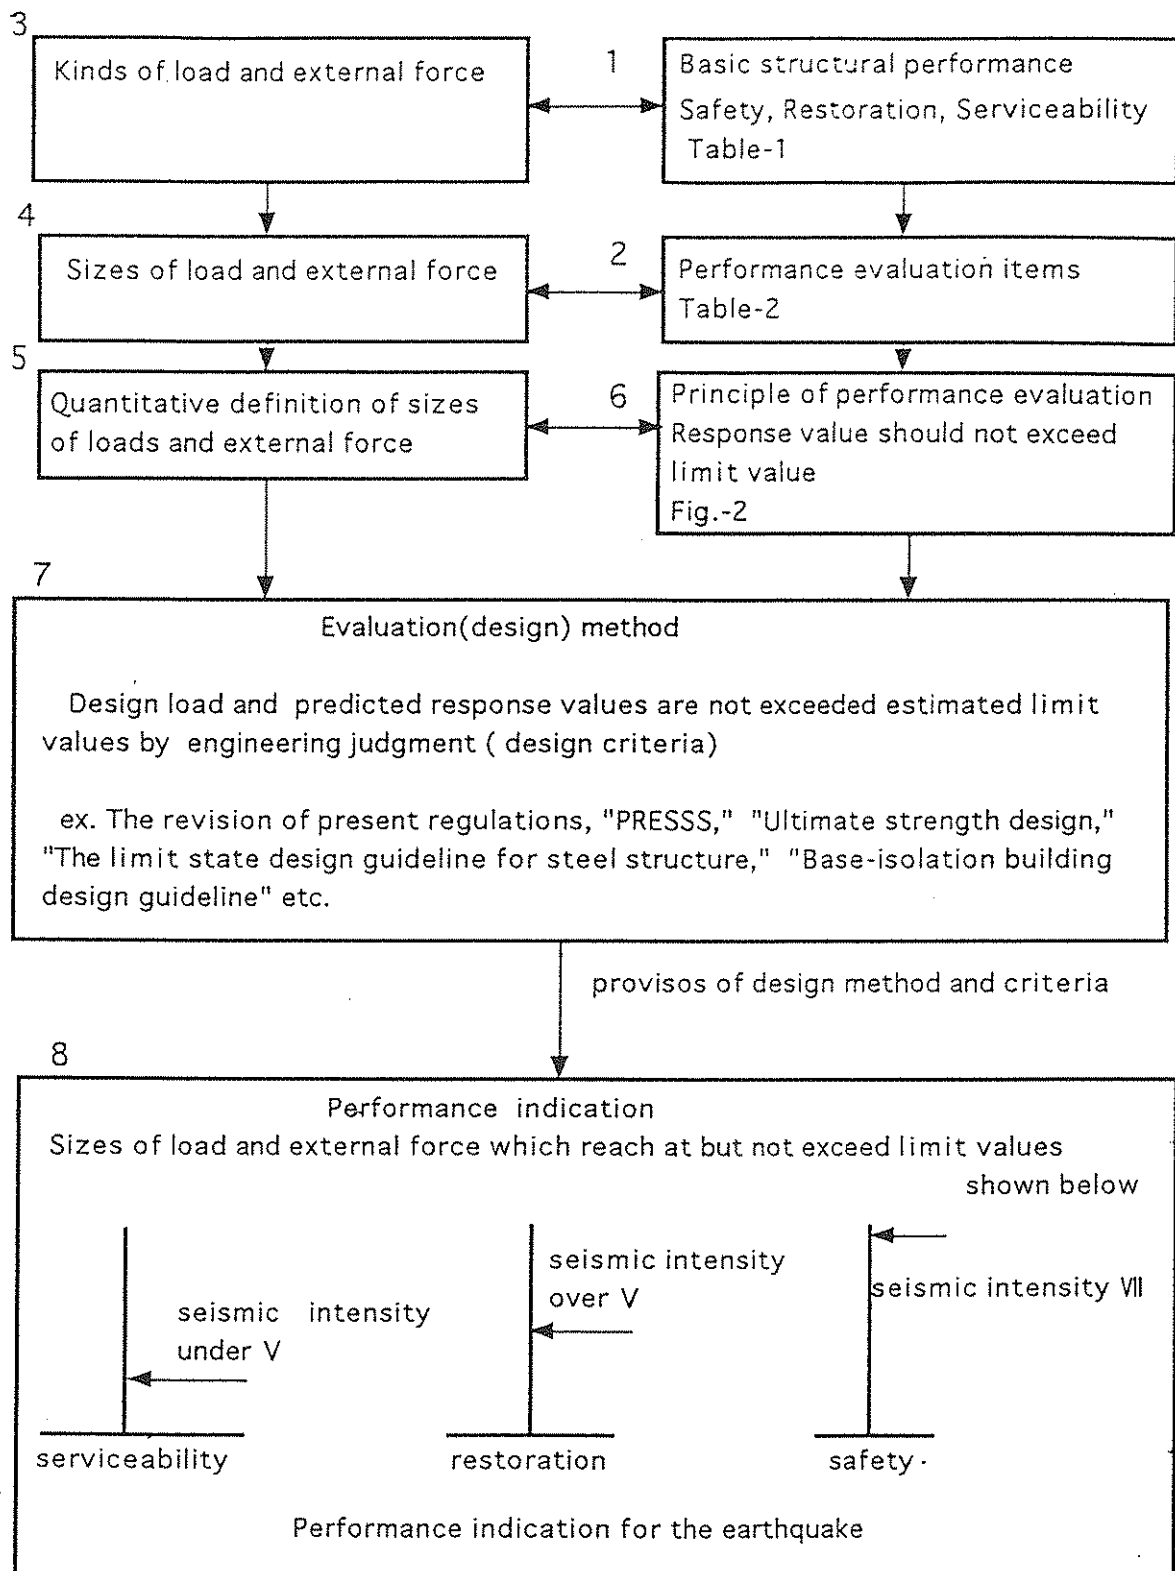 3
Kinds of load and external force
1
Basic structural performance
Safety, Restoration, Serviceability
Table-1
4
Sizes of load and external force
2
Performance evaluation items
Table-2
5
Quantitative definition of sizes
of loads and external force
6
Principle of performance evaluation
Response value should not exceed
limit value
Fig.-2
7
Evaluation(design) method
Design load and predicted response values are not exceeded estimated limit
values by engineering judgment ( design criteria)
ex. The revision of present regulations, "PRESSS," "Ultimate strength design,"
"The limit state design guideline for steel structure," "Base-isolation building
design guideline" etc.
provisos of design method and criteria
8
Performance indication
Sizes of load and external force which reach at but not exceed limit values
shown below
seismic intensity
under V
serviceability
seismic intensity
over V
restoration
seismic intensity VII
safety
Performance indication for the earthquake